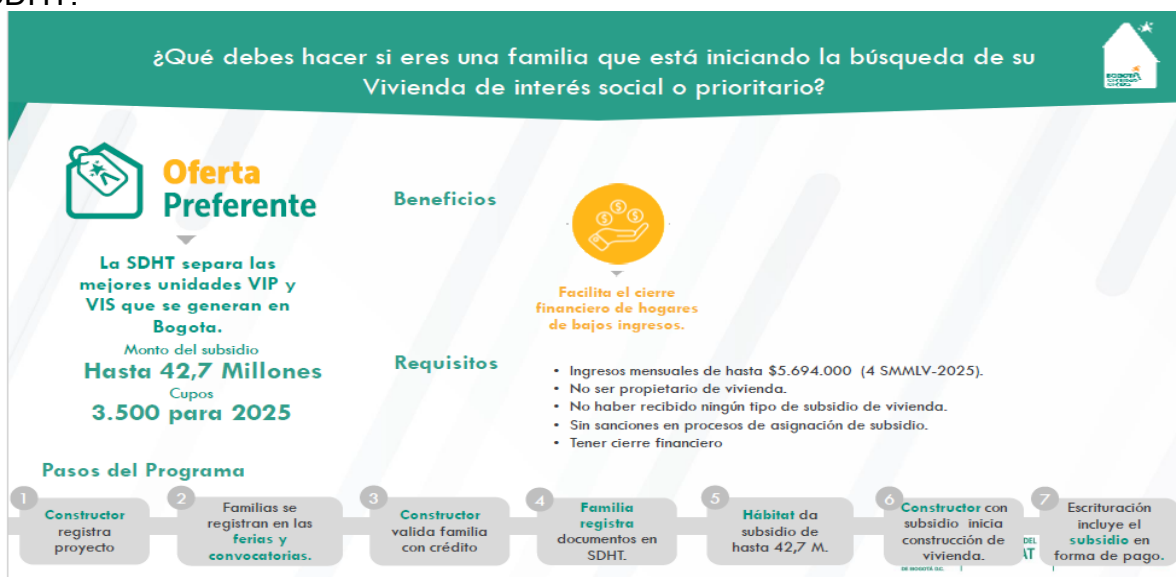 ¿Qué debes hacer si eres una familia que está iniciando la búsqueda de su
Vivienda de interés social o prioritario?
Oferta
Preferente
La SDHT separa las
mejores unidades VIP y
VIS que se generan en
Bogota.
Monto del subsidio
Hasta 42,7 Millones
Cupos
3.500 para 2025
Beneficios
Facilita el cierre
financiero de hogares
de bajos ingresos.
Requisitos
• Ingresos mensuales de hasta $5.694.000 (4 SMMLV-2025).
• No ser propietario de vivienda.
• No haber recibido ningún tipo de subsidio de vivienda.
• Sin sanciones en procesos de asignación de subsidio.
• Tener cierre financiero
Pasos del Programa
1
Constructor
registra
proyecto
2
Familias se
registran en las
ferias y
convocatorias.
3
Constructor
valida familia
con crédito
4
Familia
registra
documentos en
SDHT.
5
Hábitat da
subsidio de
hasta 42,7 M.
6
Constructor con
subsidio inicia
construcción de
vivienda.
7
Escrituración
incluye el
subsidio en
forma de pago.
DE BOGOTÁ D.C.